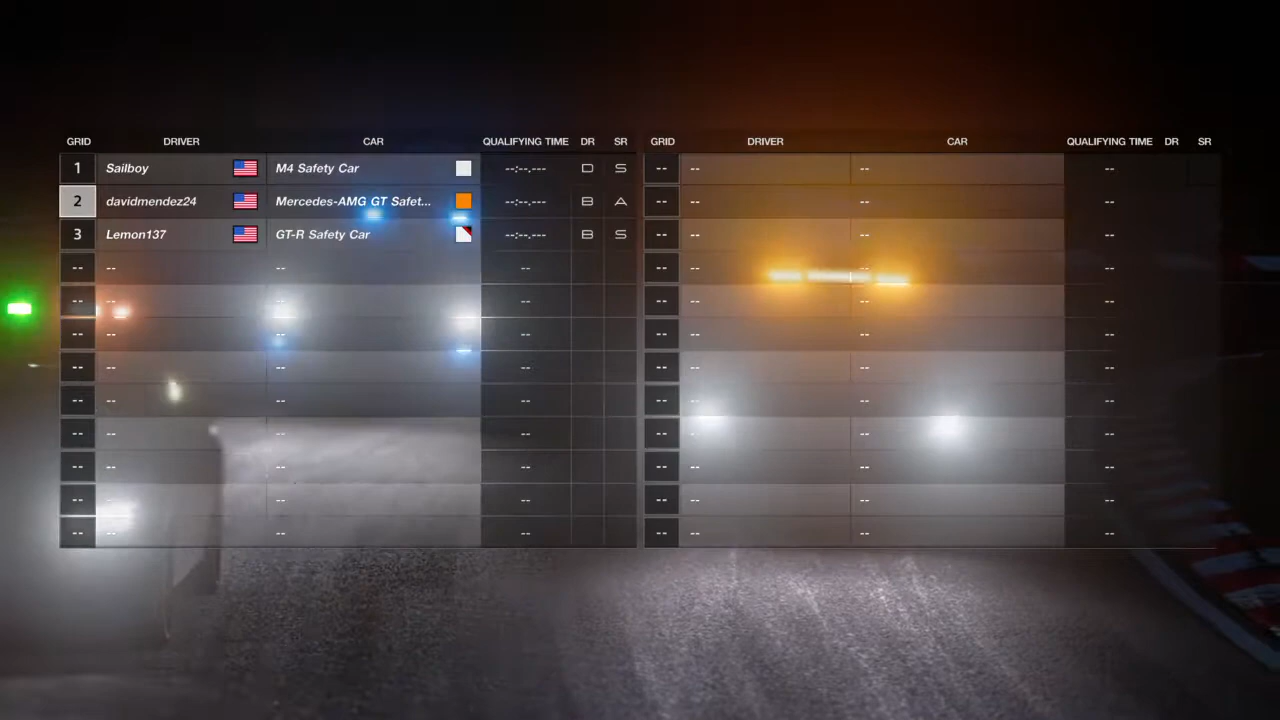 GRID DRIVER CAR QUALIFYING TIME DR SR GRID DRIVER CAR QUALIFYING TIME DR SR
1 Sailboy M4 Safety Car --:--.--- D S -- -- -- --
2 davidmendez24 Mercedes-AMG GT Safet... --:--.--- B A -- -- -- --
3 Lemon137 GT-R Safety Car --:--.--- B S -- -- -- --
-- -- -- -- -- -- -- --
-- -- -- -- -- -- -- --
-- -- -- -- -- -- -- --
-- -- -- -- -- -- -- --
-- -- -- -- -- -- -- --
-- -- -- -- -- -- -- --
-- -- -- -- -- -- -- --
-- -- -- -- -- -- -- --
-- -- -- -- -- -- -- --